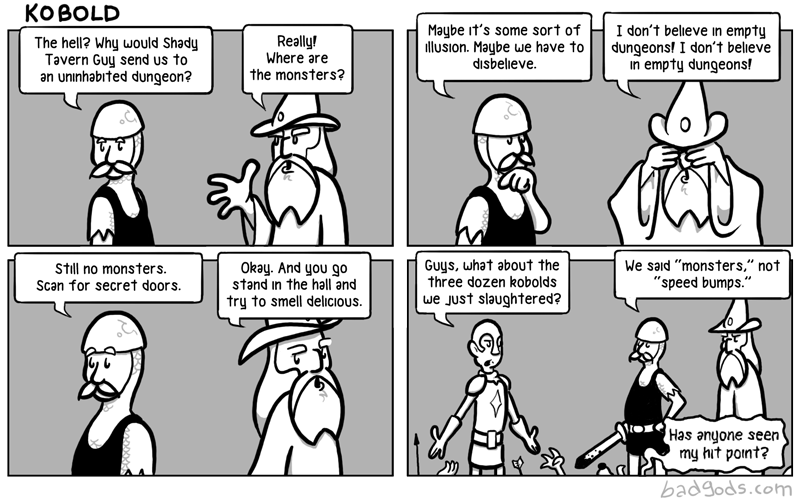 KOBOLD
The hell? Why would Shady
Tavern Guy send us to
an uninhabited dungeon?
Really!
Where are
the monsters?
Maybe it's some sort of
illusion. Maybe we have to
disbelieve.
I don't believe in empty
dungeons! I don't believe
in empty dungeons!
Still no monsters.
Scan for secret doors.
Okay. And you go
stand in the hall and
try to smell delicious.
Guys, what about the
three dozen kobolds
we just slaughtered?
We said "monsters," not
"speed bumps."
Has anyone seen
my hit point?
badgods.com